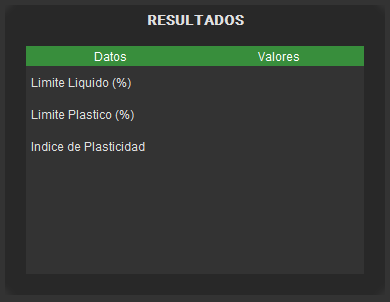 RESULTADOS
Datos Valores
Limite Liquido (%)
Limite Plastico (%)
Indice de Plasticidad